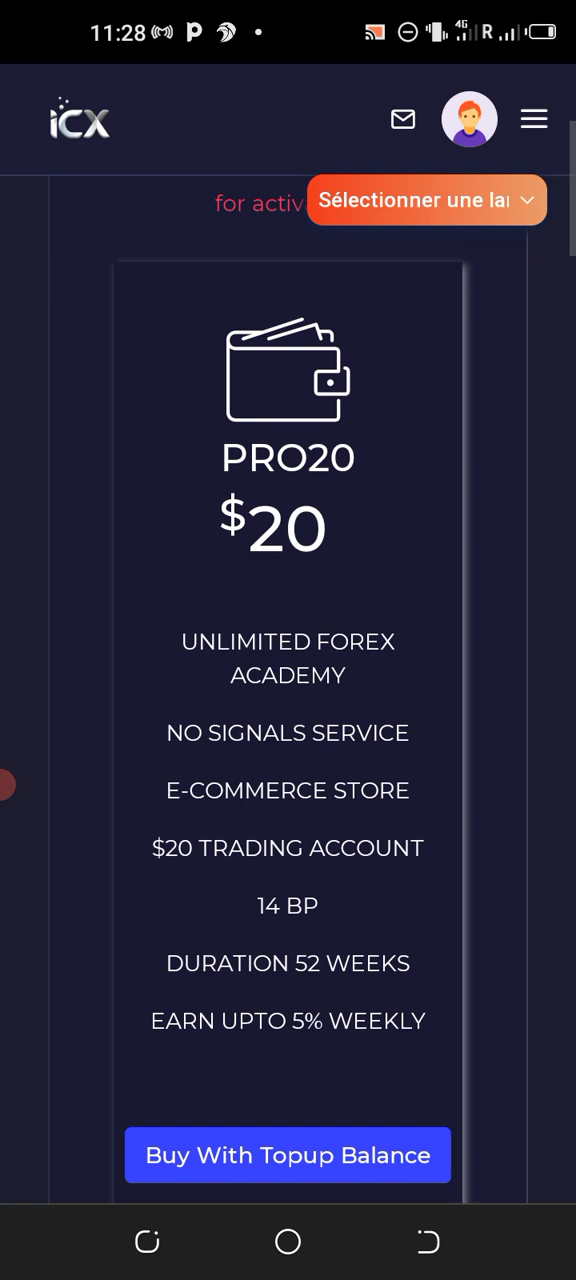 11:28
4G
R
iCX
for activ
Sélectionner une la
PRO20
$20
UNLIMITED FOREX
ACADEMY
NO SIGNALS SERVICE
E-COMMERCE STORE
$20 TRADING ACCOUNT
14 BP
DURATION 52 WEEKS
EARN UPTO 5% WEEKLY
Buy With Topup Balance